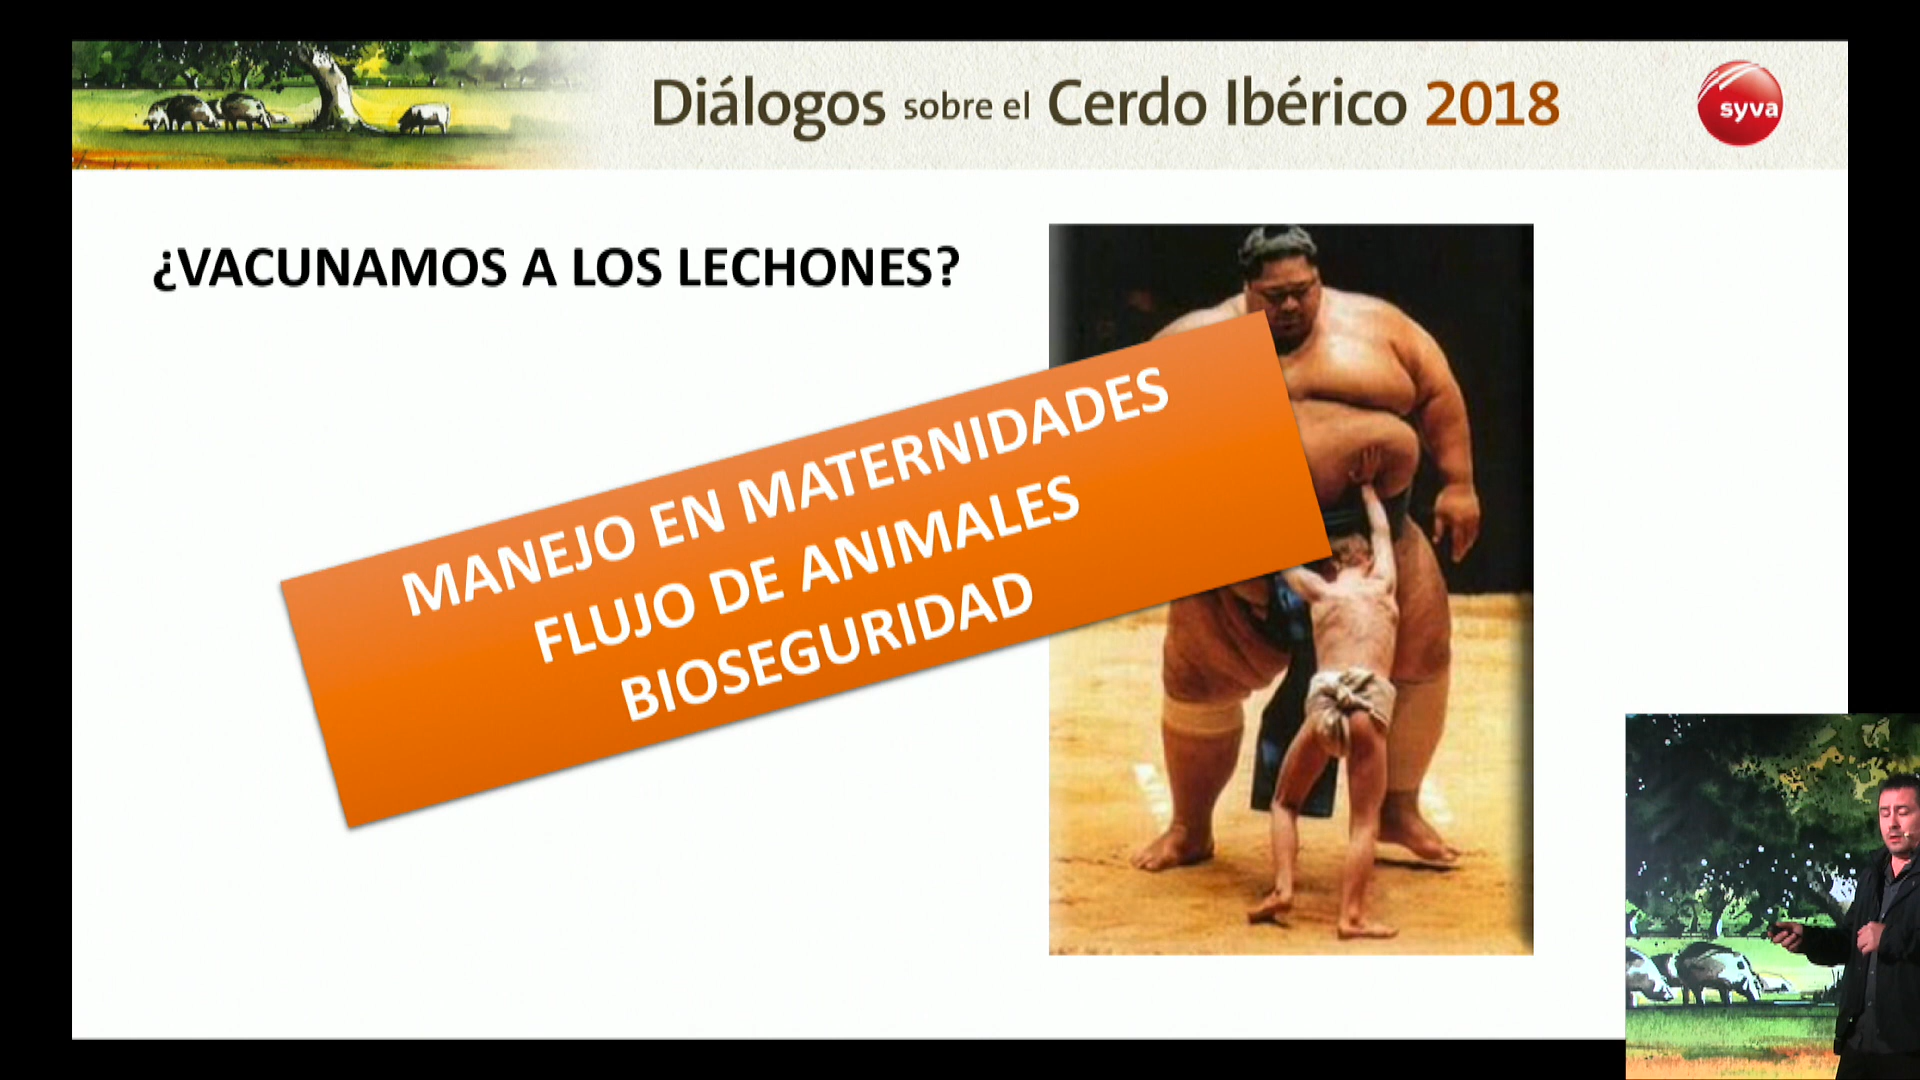 Diálogos sobre el Cerdo Ibérico 2018
syva
¿VACUNAMOS A LOS LECHONES?
MANEJO EN MATERNIDADES
FLUJO DE ANIMALES
BIOSEGURIDAD